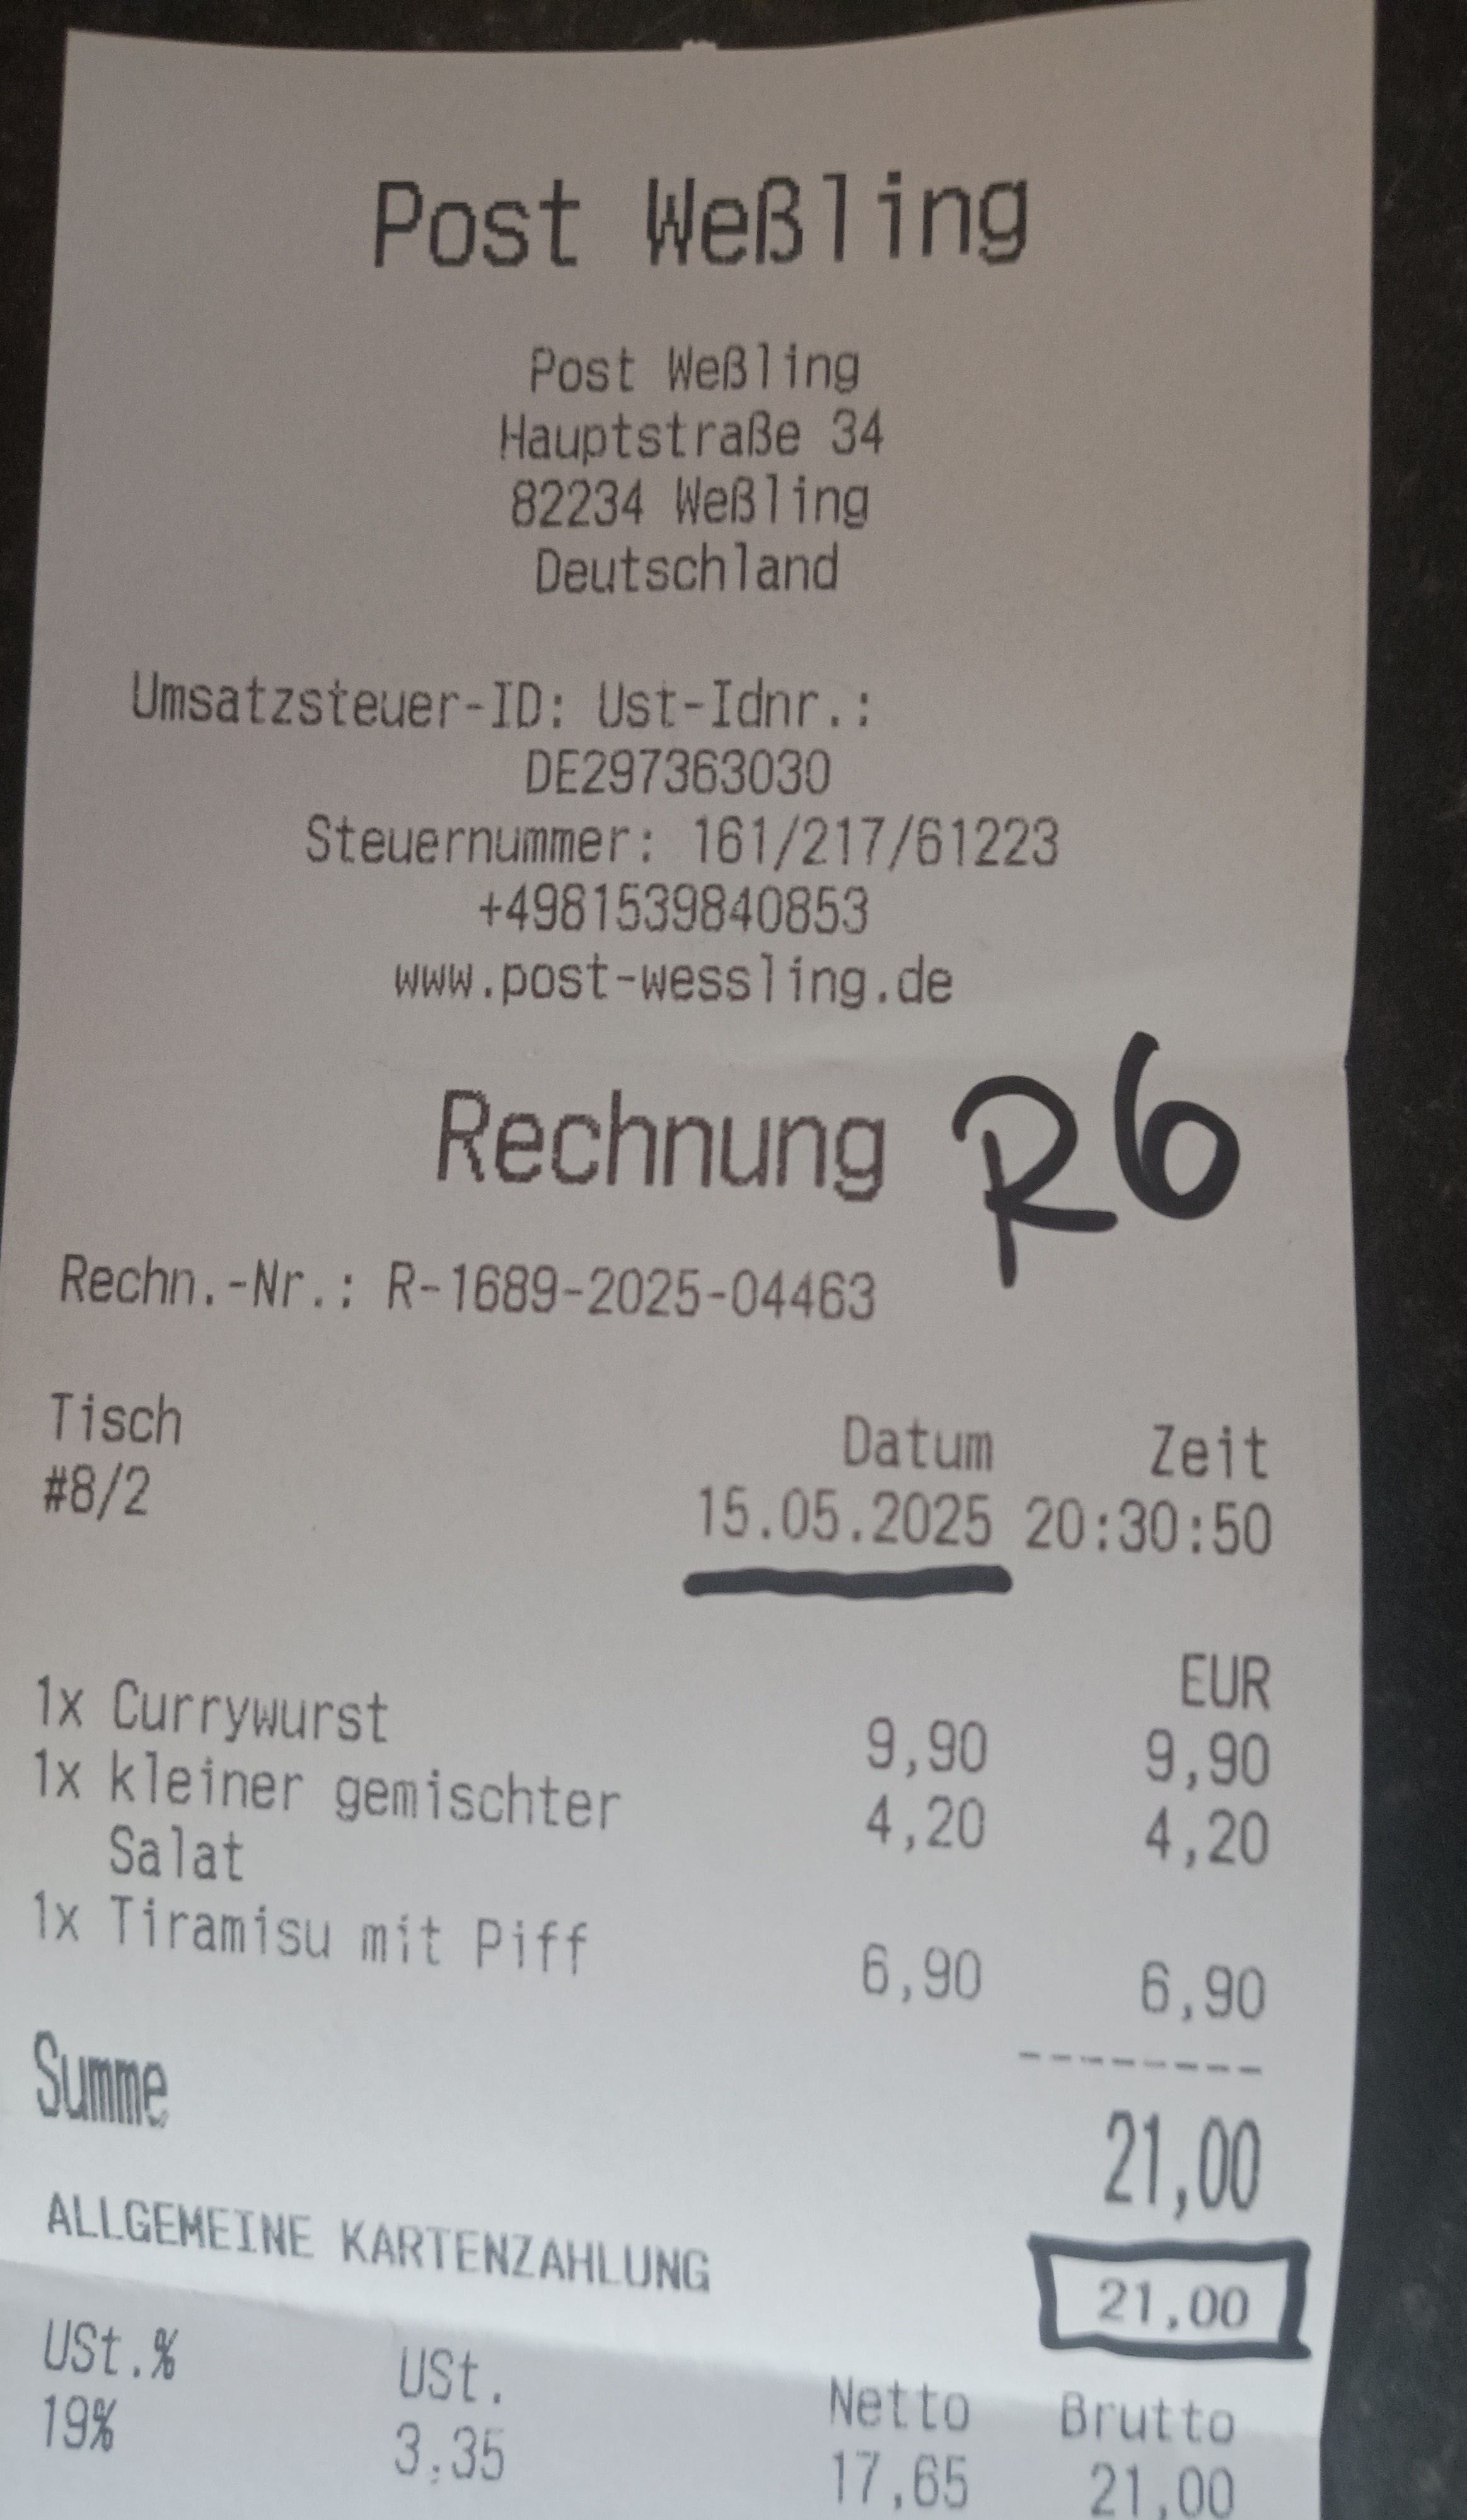 Post Weßling
Post Weßling
Hauptstraße 34
82234 Weßling
Deutschland
Umsatzsteuer-ID: Ust-Idnr.:
DE297363030
Steuernummer: 161/217/61223
+4981539840853
www.post-wessling.de
Rechnung R6
Rechn.-Nr.: R-1689-2025-04463
Tisch Datum Zeit
#8/2 15.05.2025 20:30:50
EUR
1x Currywurst 9,90 9,90
1x kleiner gemischter 4,20 4,20
Salat
1x Tiramisu mit Piff 6,90 6,90
--------
Summe 21,00
ALLGEMEINE KARTENZAHLUNG 21,00
USt.% USt. Netto Brutto
19% 3,35 17,65 21,00